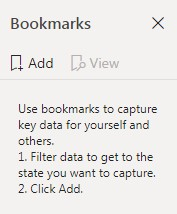 Bookmarks
Add View
Use bookmarks to capture
key data for yourself and
others.
1. Filter data to get to the
state you want to capture.
2. Click Add.